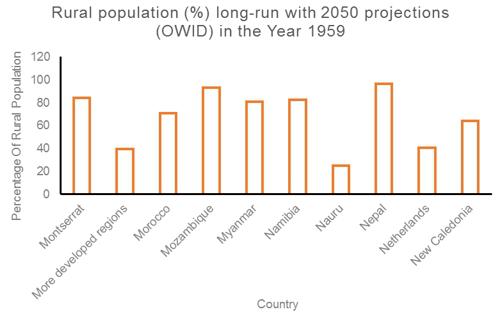 Rural population (%) long-run with 2050 projections
(OWID) in the Year 1959
Percentage Of Rural Population
120
100
80
60
40
20
0
Montserrat
More developed regions
Morocco
Mozambique
Myanmar
Namibia
Nauru
Nepal
Netherlands
New Caledonia
Country